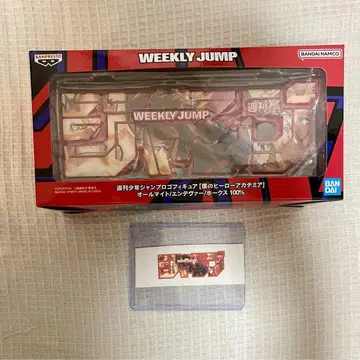 BANPRESTO
WEEKLY JUMP
BANDAI NAMCO
WEEKLY JUMP
週刊少年ジャンプロゴフィギュア［僕のヒーローアカデミア］
オールマイト/エンデヴァー/ホークス 100%
BANDAI